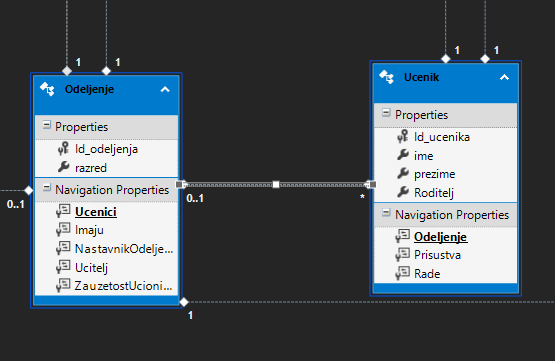 1
1
1
1
Odeljenje
Properties
Id_odeljenja
razred
Navigation Properties
Ucenici
Imaju
NastavnikOdelje...
Ucitelj
ZauzetostUcioni...
0..1
0..1
*
1
Ucenik
Properties
Id_ucenika
ime
prezime
Roditelj
Navigation Properties
Odeljenje
Prisustva
Rade